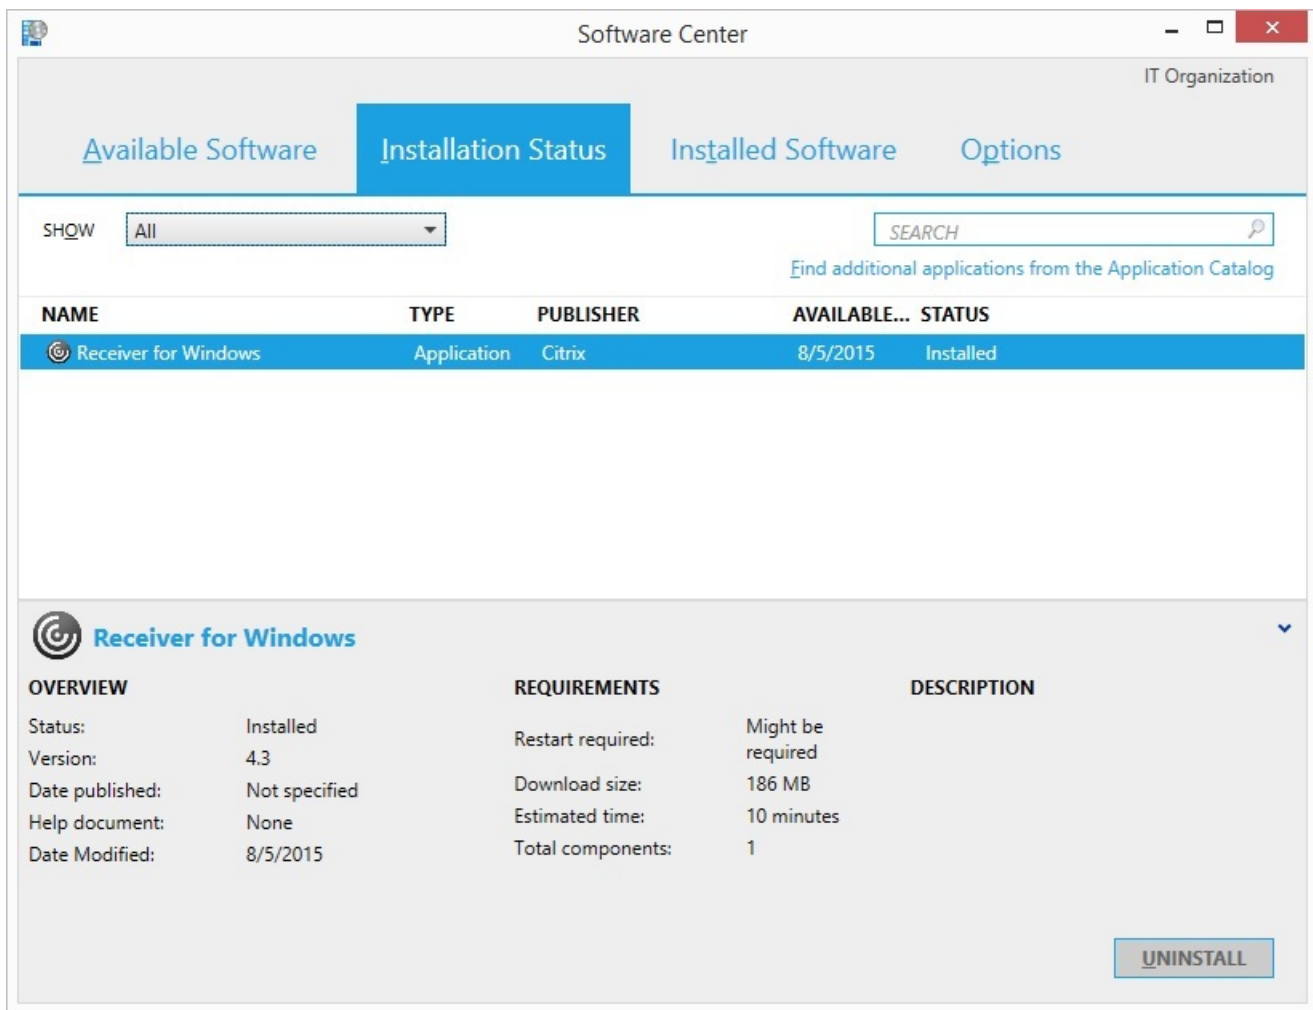 Software Center
IT Organization
Available Software Installation Status Installed Software Options
SHOW All SEARCH
Find additional applications from the Application Catalog
NAME TYPE PUBLISHER AVAILABLE... STATUS
Receiver for Windows Application Citrix 8/5/2015 Installed
Receiver for Windows
OVERVIEW
Status: Installed
Version: 4.3
Date published: Not specified
Help document: None
Date Modified: 8/5/2015
REQUIREMENTS
Restart required: Might be
required
Download size: 186 MB
Estimated time: 10 minutes
Total components: 1
DESCRIPTION
UNINSTALL